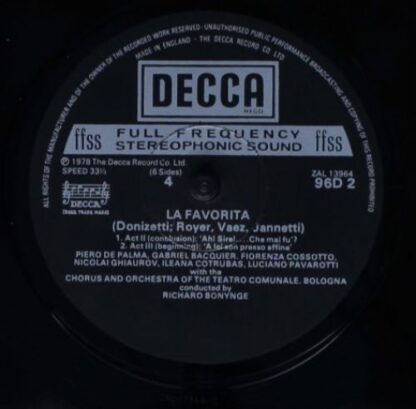 ALL RIGHTS OF THE MANUFACTURER AND OF THE OWNER OF THE RECORDED WORK RESERVED · UNAUTHORISED PUBLIC PERFORMANCE BROADCASTING AND COPYING OF THIS RECORD PROHIBITED
MADE IN ENGLAND · THE DECCA RECORD CO LTD
DECCA
REGD
ffss FULL FREQUENCY ffss
STEREOPHONIC SOUND
℗ 1978 The Decca Record Co. Ltd.
SPEED 33⅓ (6 Sides) ZAL 13964
4 96D 2
DECCA
TRADE MARK
LA FAVORITA
(Donizetti; Royer, Vaez, Jannetti)
1. Act II (conclusion): 'Ah! Sire!....Che mai fu'?
2. Act III (beginning): 'A lei son presso alfine'
PIERO DE PALMA, GABRIEL BACQUIER, FIORENZA COSSOTTO,
NICOLAI GHIAUROV, ILEANA COTRUBAS, LUCIANO PAVAROTTI
with the
CHORUS AND ORCHESTRA OF THE TEATRO COMUNALE, BOLOGNA
conducted by
RICHARD BONYNGE